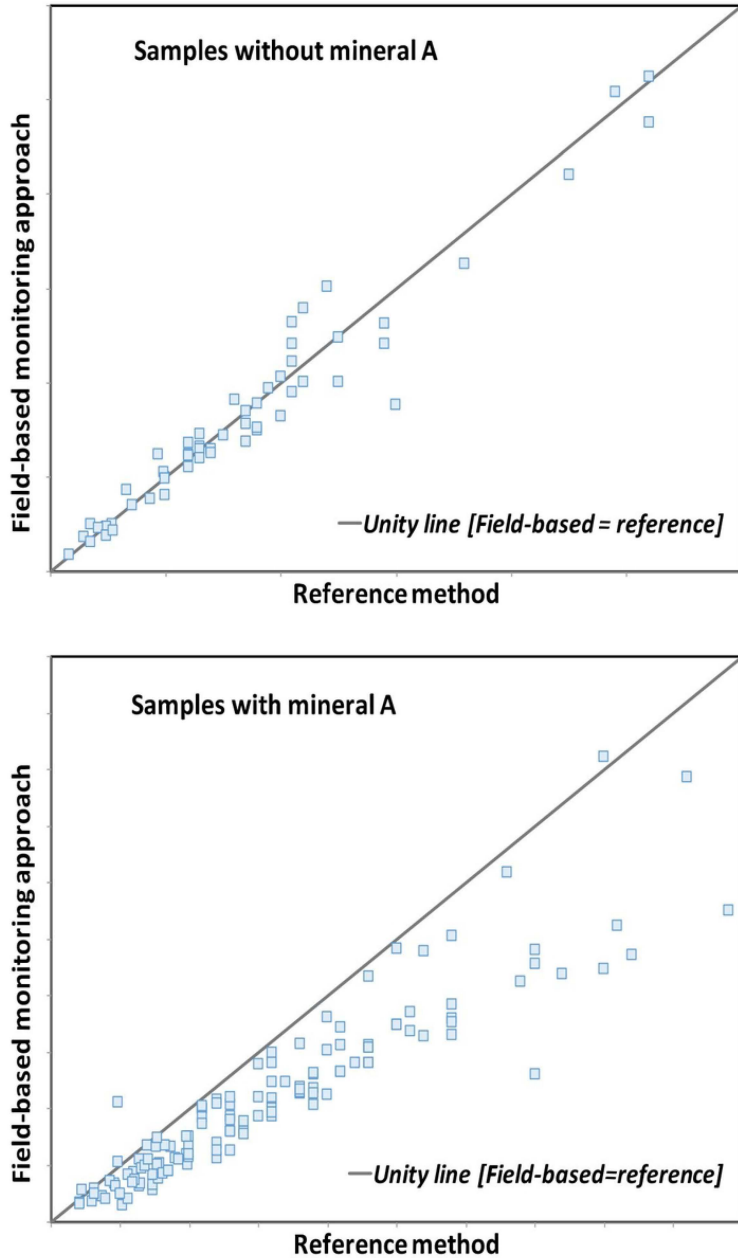 Samples without mineral A
Field-based monitoring approach
Unity line [Field-based = reference]
Reference method
Samples with mineral A
Field-based monitoring approach
Unity line [Field-based=reference]
Reference method